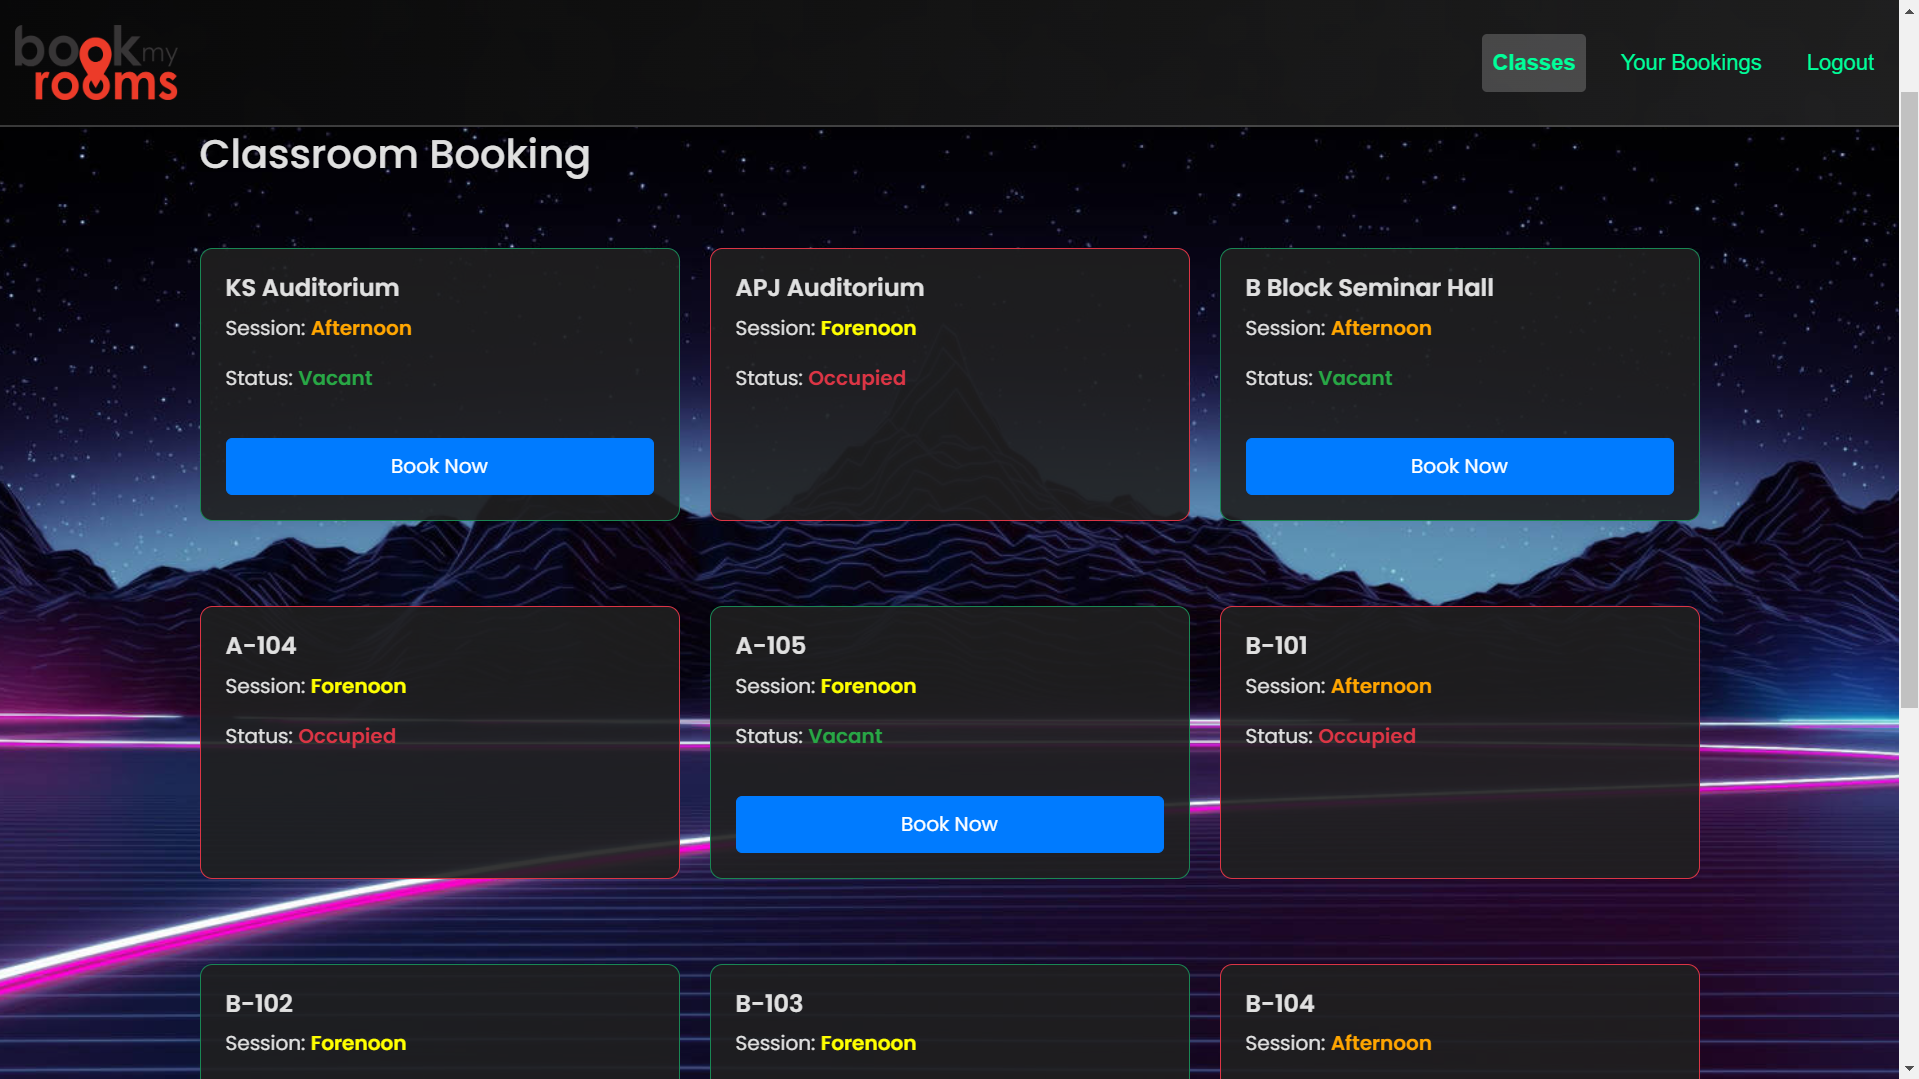 book my
rooms
Classes
Your Bookings
Logout
Classroom Booking
KS Auditorium
Session: Afternoon
Status: Vacant
Book Now
APJ Auditorium
Session: Forenoon
Status: Occupied
B Block Seminar Hall
Session: Afternoon
Status: Vacant
Book Now
A-104
Session: Forenoon
Status: Occupied
A-105
Session: Forenoon
Status: Vacant
Book Now
B-101
Session: Afternoon
Status: Occupied
B-102
Session: Forenoon
B-103
Session: Forenoon
B-104
Session: Afternoon